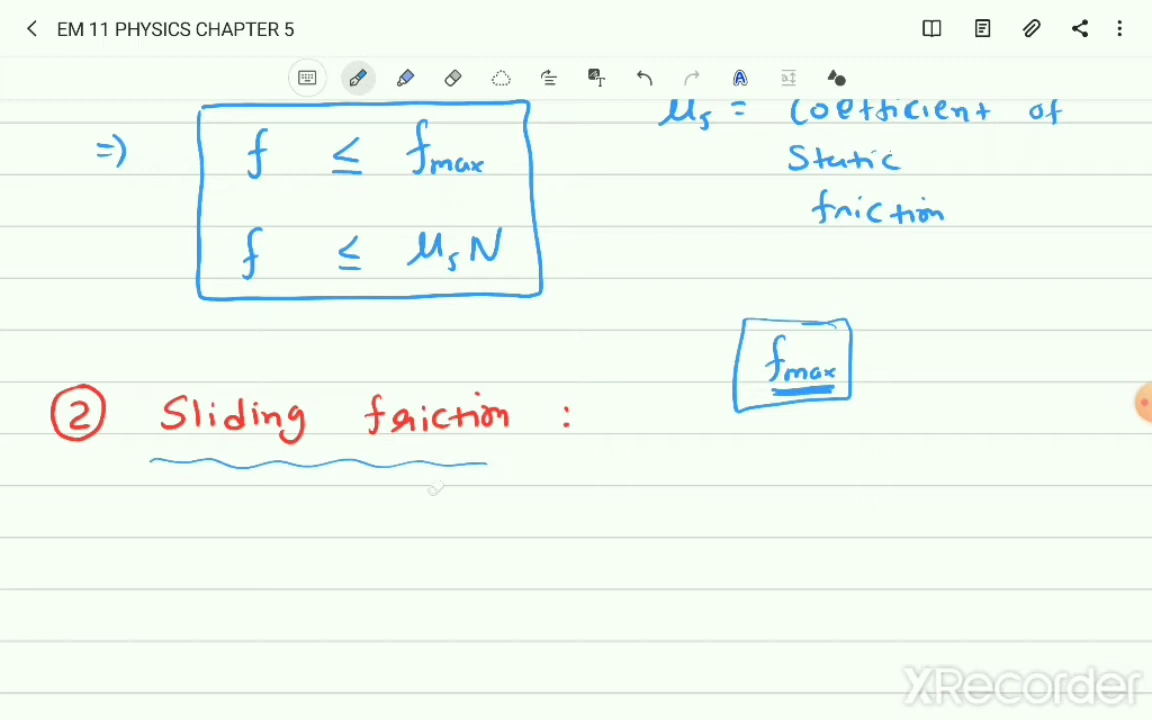 EM 11 PHYSICS CHAPTER 5
μs = Coefficient of
Static
friction
=) f ≤ fmax
f ≤ μs N
fmax
② Sliding friction :
XRecorder